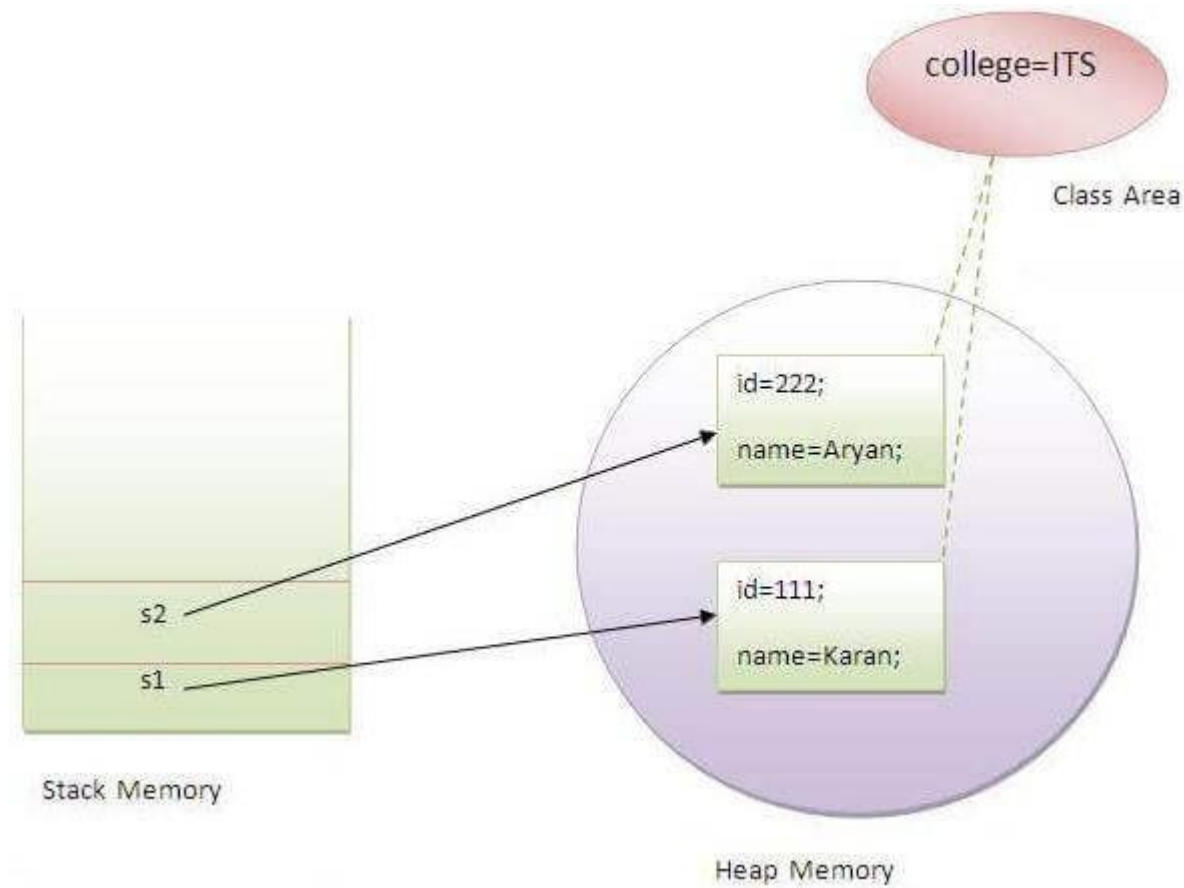 college=ITS
Class Area
id=222;
name=Aryan;
s2
id=111;
name=Karan;
s1
Stack Memory
Heap Memory